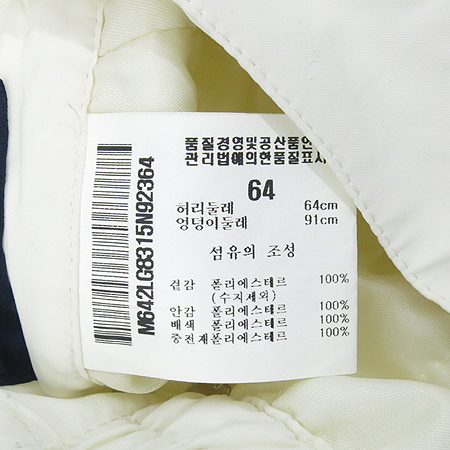 품질경영및공산품안
관리법에의한품질표시
64
허리둘레 64cm
엉덩이둘레 91cm
섬유의 조성
겉감 폴리에스테르 100%
(수지제외)
안감 폴리에스테르 100%
배색 폴리에스테르 100%
충전재폴리에스테르 100%
M642LG8315N92364